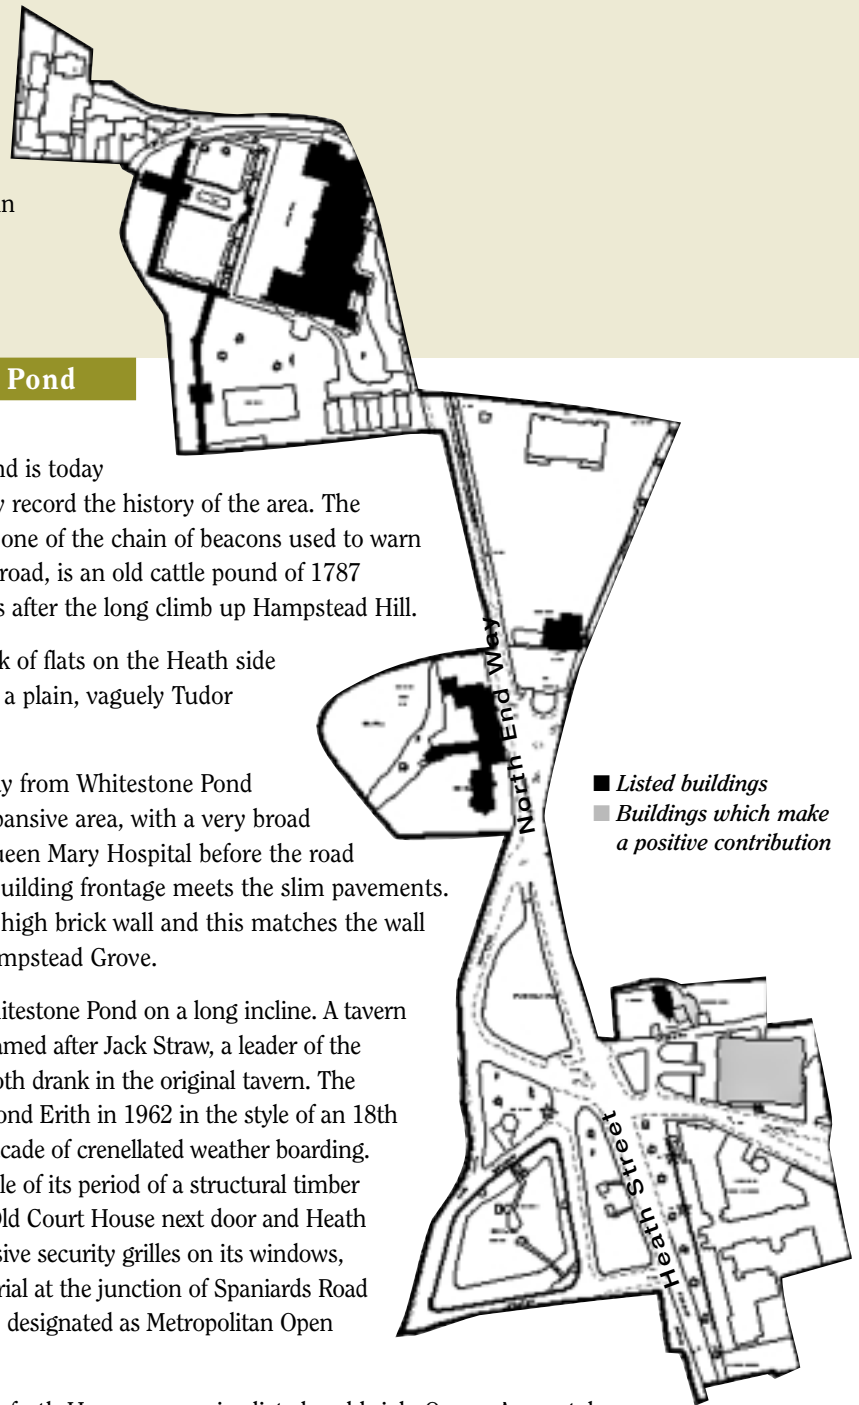 Pond
nd is today
y record the history of the area. The
one of the chain of beacons used to warn
road, is an old cattle pound of 1787
s after the long climb up Hampstead Hill.
k of flats on the Heath side
a plain, vaguely Tudor
y from Whitestone Pond
pansive area, with a very broad
ueen Mary Hospital before the road
uilding frontage meets the slim pavements.
high brick wall and this matches the wall
mpstead Grove.
itestone Pond on a long incline. A tavern
amed after Jack Straw, a leader of the
oth drank in the original tavern. The
ond Erith in 1962 in the style of an 18th
cade of crenellated weather boarding.
le of its period of a structural timber
Old Court House next door and Heath
sive security grilles on its windows,
rial at the junction of Spaniards Road
designated as Metropolitan Open
North End Way
Listed buildings
Buildings which make
a positive contribution
Heath Street